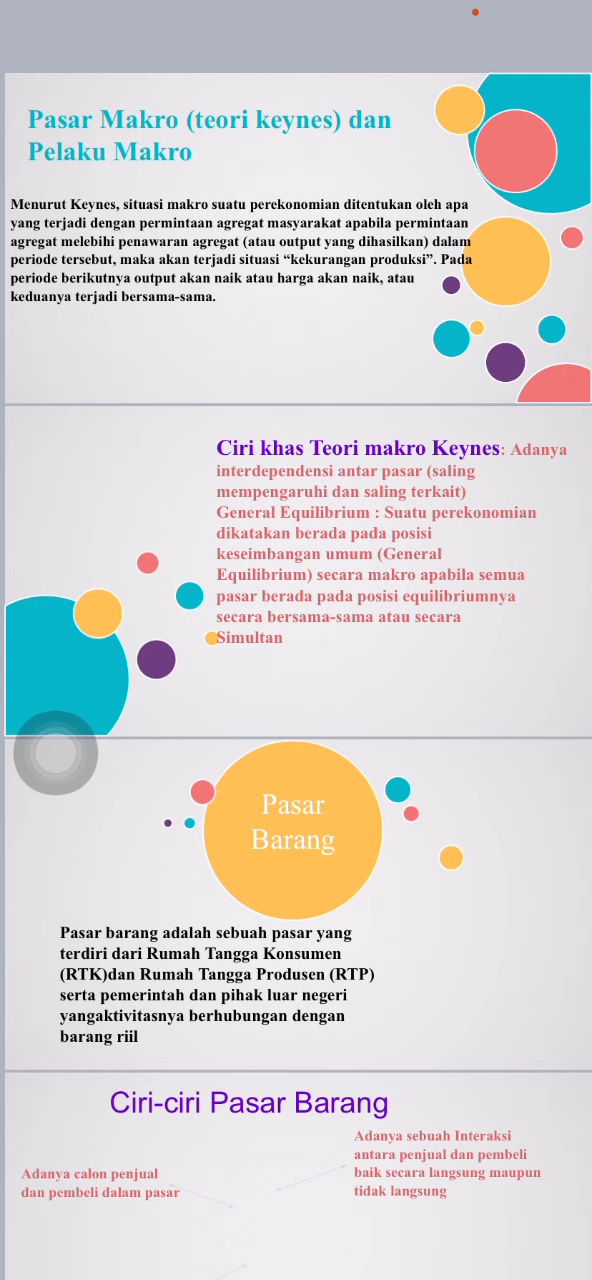 Pasar Makro (teori keynes) dan
Pelaku Makro
Menurut Keynes, situasi makro suatu perekonomian ditentukan oleh apa
yang terjadi dengan permintaan agregat masyarakat apabila permintaan
agregat melebihi penawaran agregat (atau output yang dihasilkan) dalam
periode tersebut, maka akan terjadi situasi “kekurangan produksi”. Pada
periode berikutnya output akan naik atau harga akan naik, atau
keduanya terjadi bersama-sama.
Ciri khas Teori makro Keynes: Adanya
interdependensi antar pasar (saling
mempengaruhi dan saling terkait)
General Equilibrium : Suatu perekonomian
dikatakan berada pada posisi
keseimbangan umum (General
Equilibrium) secara makro apabila semua
pasar berada pada posisi equilibriumnya
secara bersama-sama atau secara
Simultan
Pasar
Barang
Pasar barang adalah sebuah pasar yang
terdiri dari Rumah Tangga Konsumen
(RTK)dan Rumah Tangga Produsen (RTP)
serta pemerintah dan pihak luar negeri
yangaktivitasnya berhubungan dengan
barang riil
Ciri-ciri Pasar Barang
Adanya calon penjual
dan pembeli dalam pasar
Adanya sebuah Interaksi
antara penjual dan pembeli
baik secara langsung maupun
tidak langsung